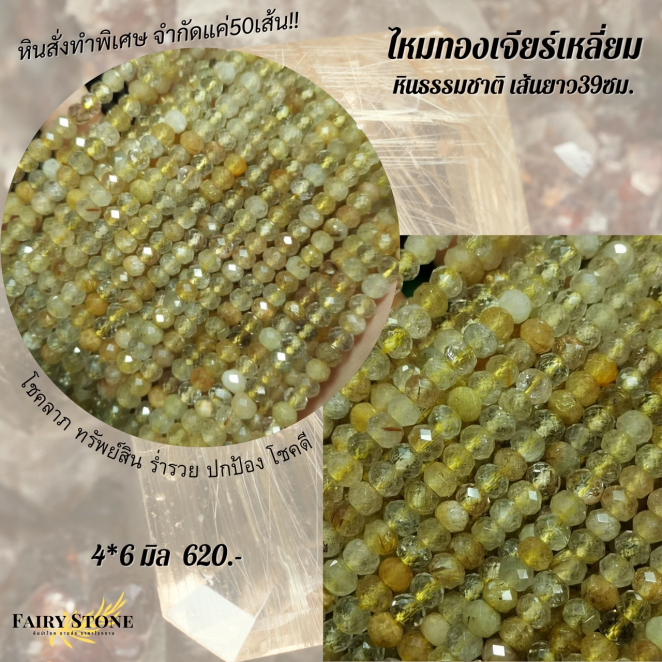 หินสั่งทำพิเศษ จำกัดแค่50เส้น!!
ไหมทองเจียร์เหลี่ยม
หินธรรมชาติ เส้นยาว39ซม.
โชคลาภ ทรัพย์สิน ร่ำรวย ปกป้อง โชคดี
4*6 มิล 620.-
FAIRY STONE